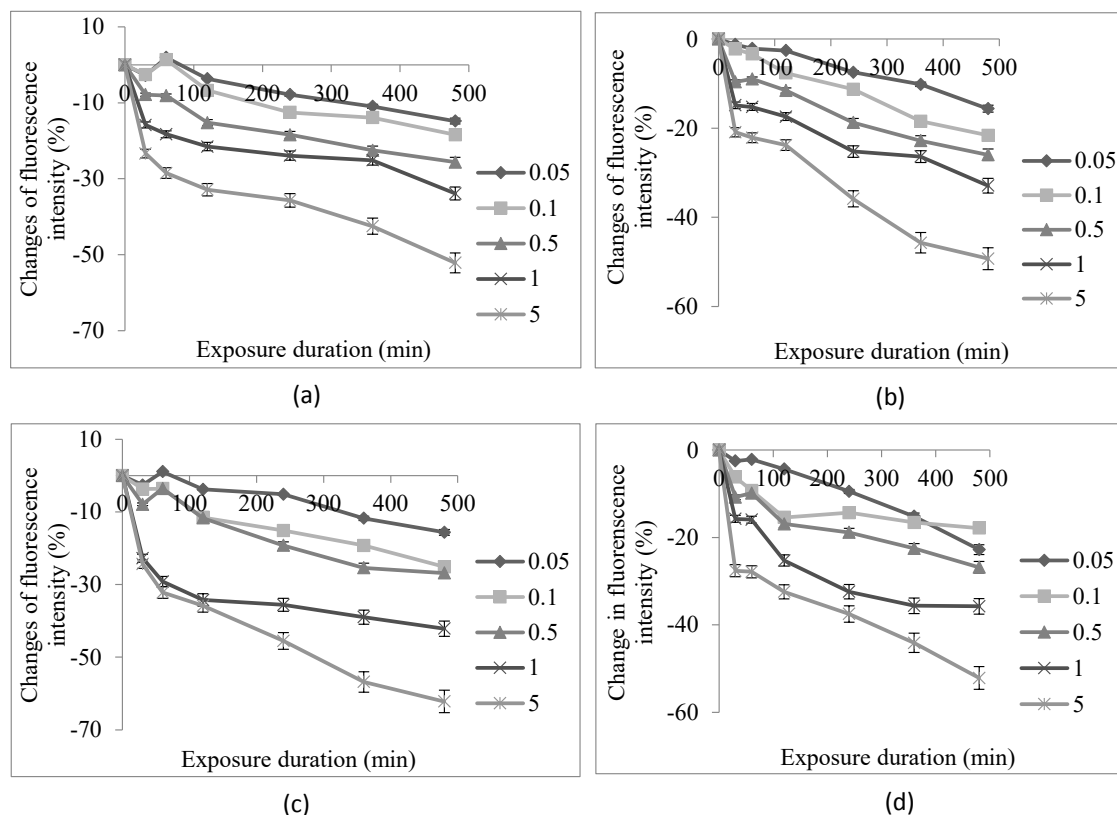 10
-10
-30
-50
-70
0 100 200 300 400 500
Changes of fluorescence
intensity (%)
Exposure duration (min)
0.05
0.1
0.5
1
5
(a)
0
-20
-40
-60
0 100 200 300 400 500
Changes of fluorescence
intensity (%)
Exposure duration (min)
0.05
0.1
0.5
1
5
(b)
10
-10
-30
-50
-70
0 100 200 300 400 500
Changes of fluorescence
intensity (%)
Exposure duration (min)
0.05
0.1
0.5
1
5
(c)
0
-20
-40
-60
0 100 200 300 400 500
Change in fluorenscence
intensity (%)
Exposure duration (min)
0.05
0.1
0.5
1
5
(d)